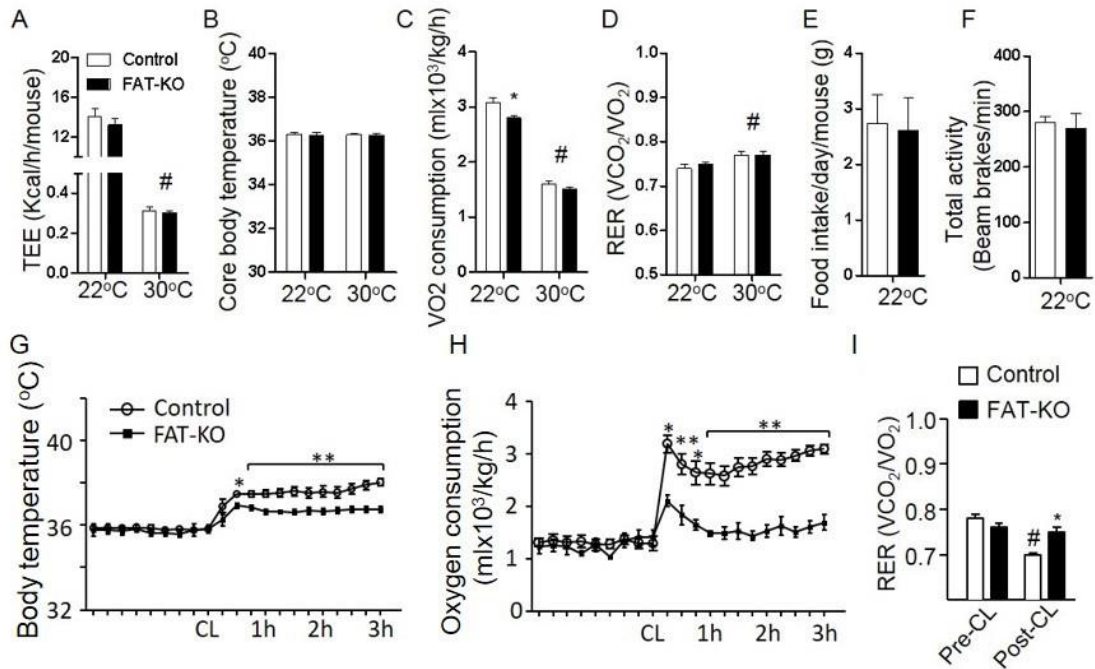 A
TEE (Kcal/h/mouse)
20
16
12
0.4
0.2
0.0
Control
FAT-KO
#
22°C 30°C
B
Core body temperature (°C)
40
38
36
34
32
30
22°C 30°C
C
VO2 consumption (mlx10³/kg/h)
4
3
2
1
0
*
#
22°C 30°C
D
RER (VCO₂/VO₂)
1.0
0.9
0.8
0.7
0.6
0.5
#
22°C 30°C
E
Food intake/day/mouse (g)
4
3
2
1
0
22°C
F
Total activity
(Beam brakes/min)
400
300
200
100
0
22°C
G
Body temperature (°C)
40
36
32
Control
FAT-KO
*
**
CL 1h 2h 3h
H
Oxygen consumption
(mlx10³/kg/h)
4
3
2
1
0
* ** *
**
CL 1h 2h 3h
I
Control
FAT-KO
RER (VCO₂/VO₂)
1.0
0.9
0.8
0.7
#
*
Pre-CL Post-CL